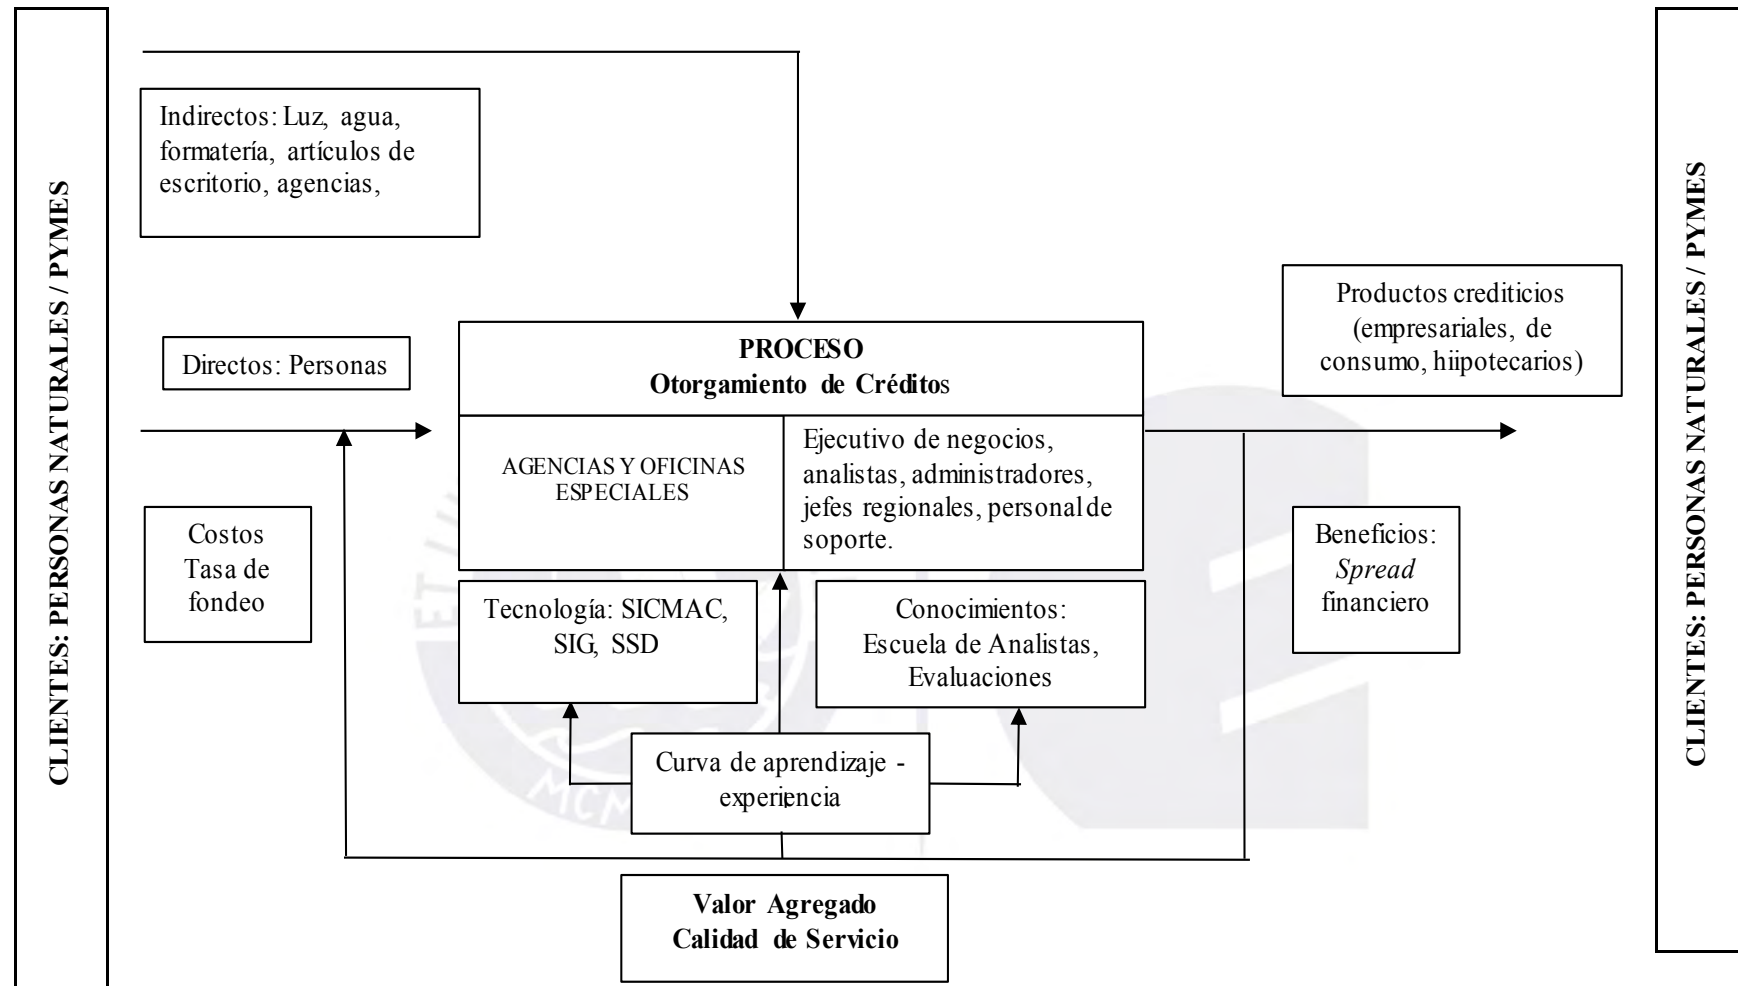 CLIENTES: PERSONAS NATURALES / PYMES
Indirectos: Luz, agua,
formatería, artículos de
escritorio, agencias,
Directos: Personas
Costos
Tasa de
fondeo
PROCESO
Otorgamiento de Créditos
AGENCIAS Y OFICINAS
ESPECIALES
Ejecutivo de negocios,
analistas, administradores,
jefes regionales, personal de
soporte.
Tecnología: SICMAC,
SIG, SSD
Conocimientos:
Escuela de Analistas,
Evaluaciones
Curva de aprendizaje -
experiencia
Valor Agregado
Calidad de Servicio
Productos crediticios
(empresariales, de
consumo, hiipotecarios)
Beneficios:
Spread
financiero
CLIENTES: PERSONAS NATURALES / PYMES